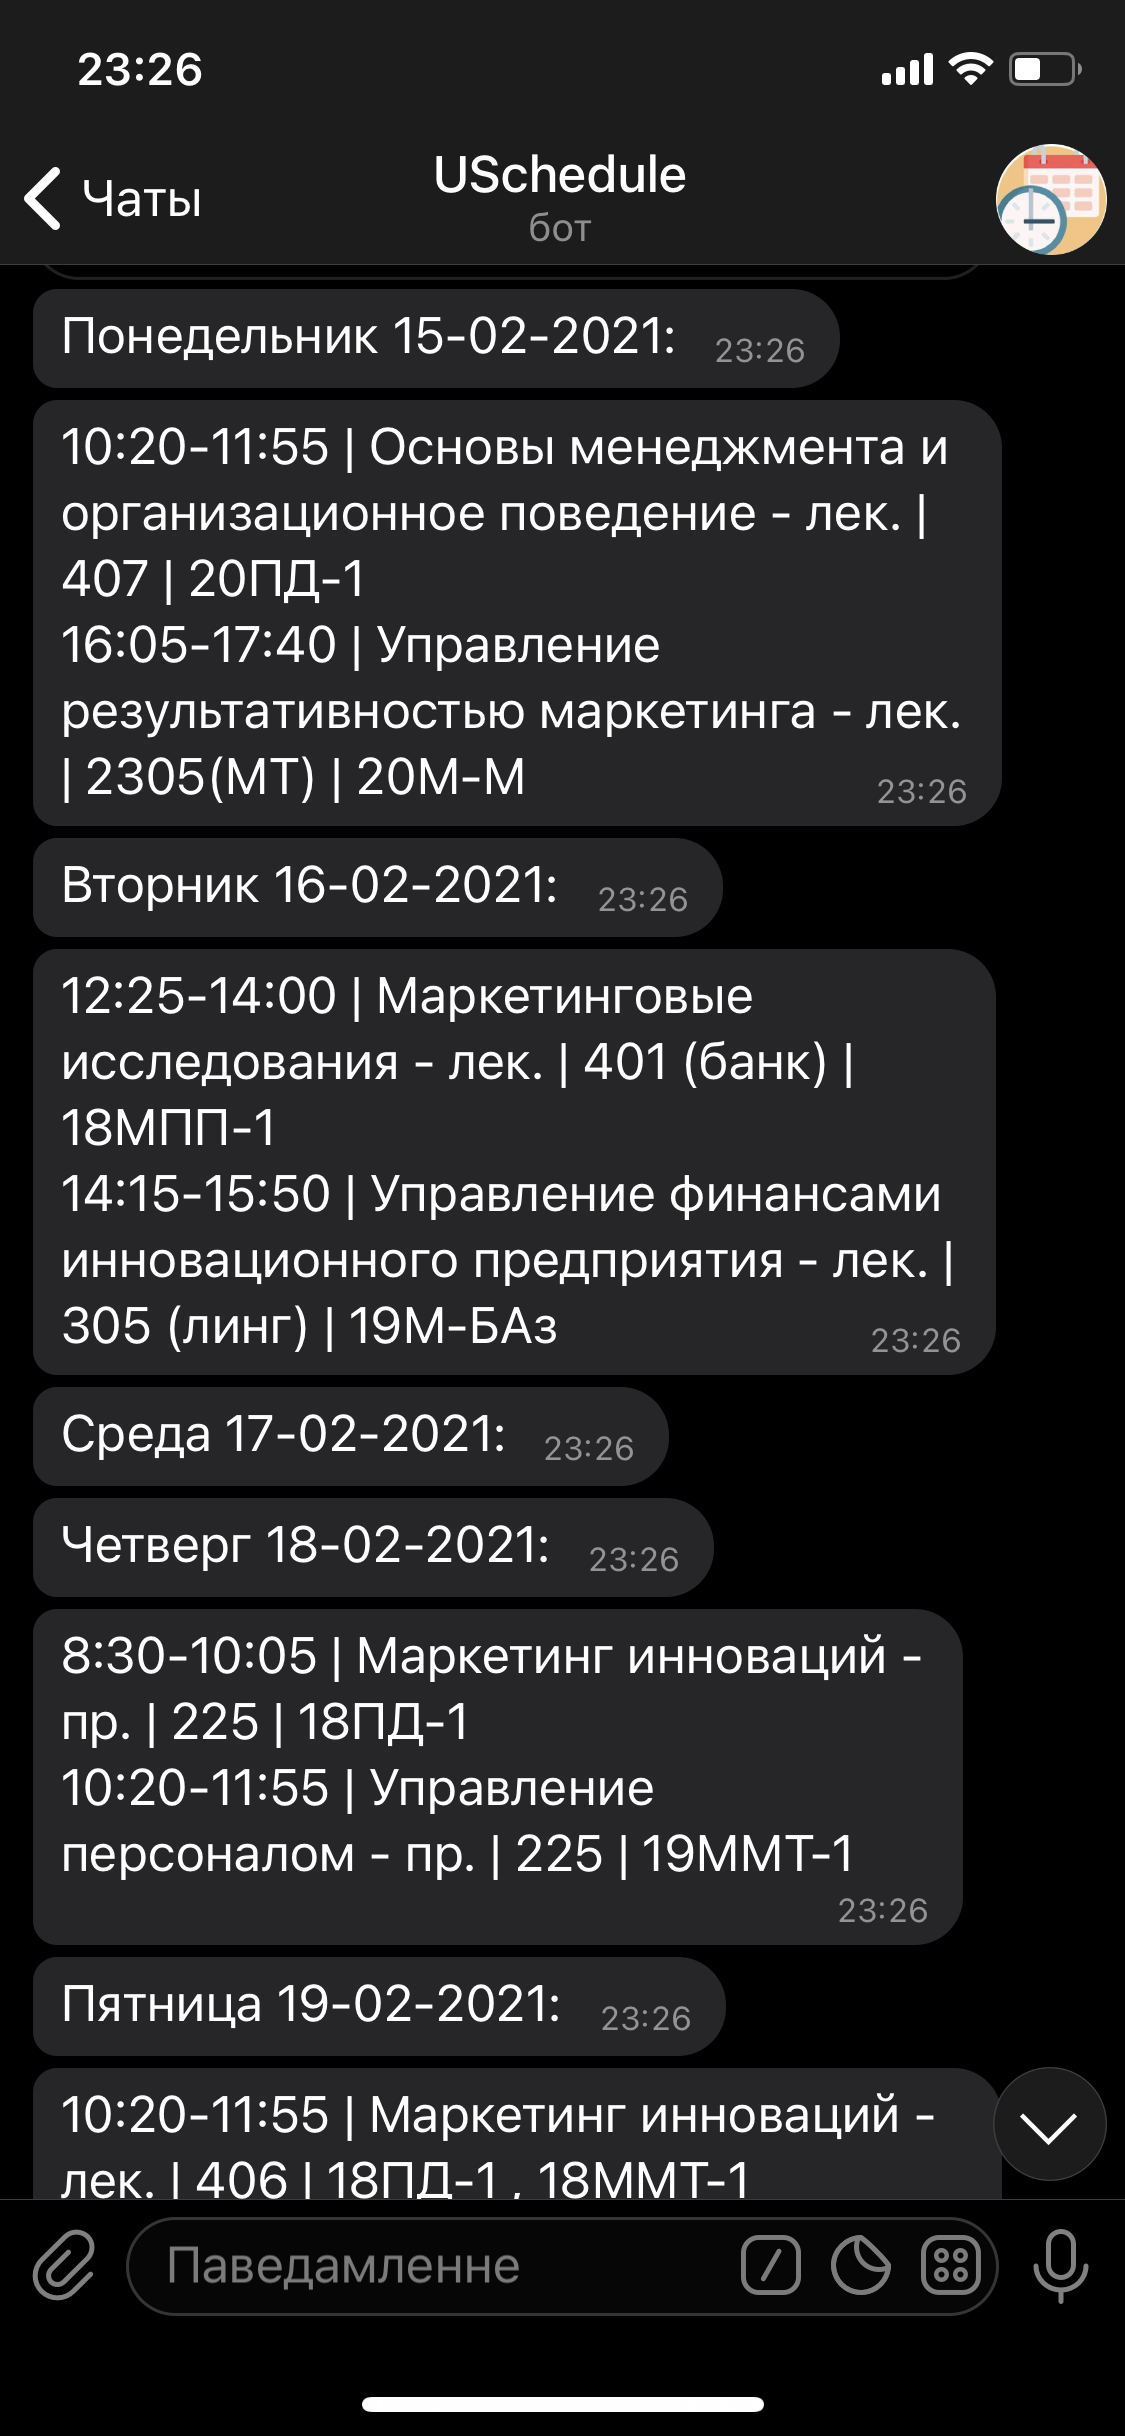 23:26
Чаты
USchedule
бот
Понедельник 15-02-2021:
23:26
10:20-11:55 | Основы менеджмента и
организационное поведение - лек. |
407 | 20ПД-1
16:05-17:40 | Управление
результативностью маркетинга - лек.
| 2305(МТ) | 20М-М
23:26
Вторник 16-02-2021:
23:26
12:25-14:00 | Маркетинговые
исследования - лек. | 401 (банк) |
18МПП-1
14:15-15:50 | Управление финансами
инновационного предприятия - лек. |
305 (линг) | 19М-БАз
23:26
Среда 17-02-2021:
23:26
Четверг 18-02-2021:
23:26
8:30-10:05 | Маркетинг инноваций -
пр. | 225 | 18ПД-1
10:20-11:55 | Управление
персоналом - пр. | 225 | 19ММТ-1
23:26
Пятница 19-02-2021:
23:26
10:20-11:55 | Маркетинг инноваций -
лек. | 406 | 18ПД-1 , 18ММТ-1
Паведамленне